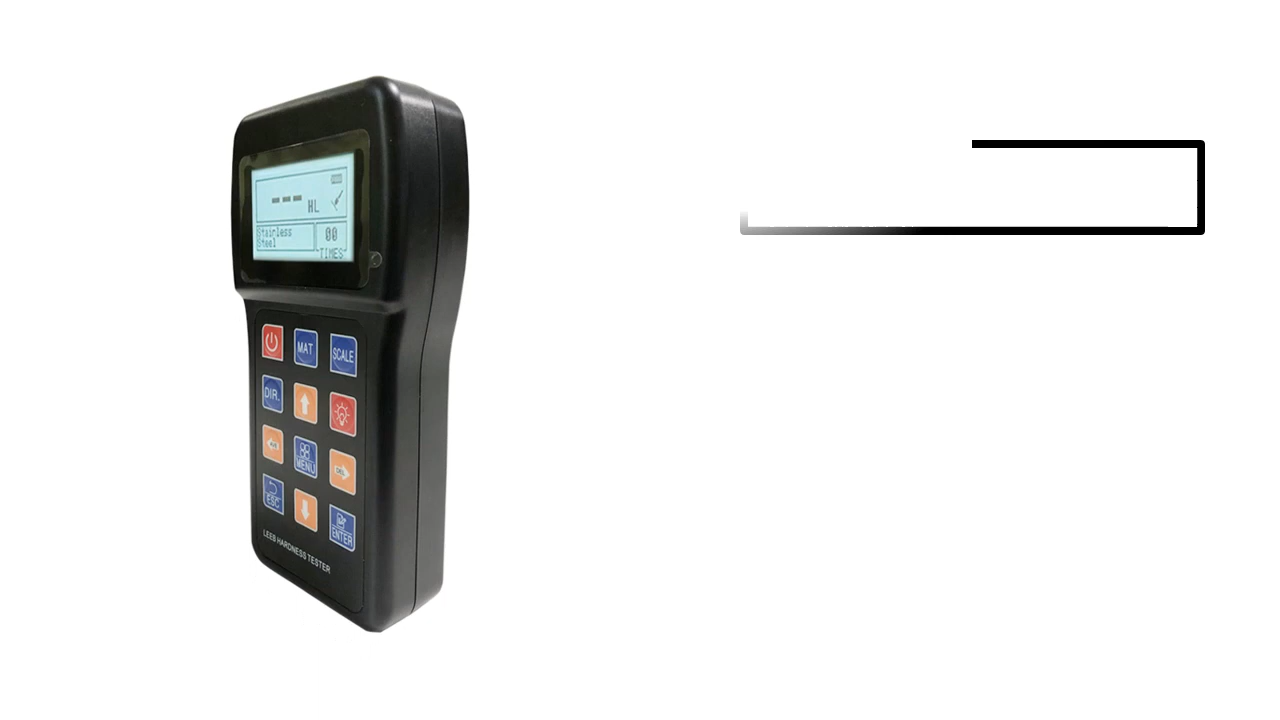 --- HL
Stainless
Steel
00
TIMES
MAT
SCALE
DIR.
MENU
DEL
ESC
ENTER
LEEB HARDNESS TESTER